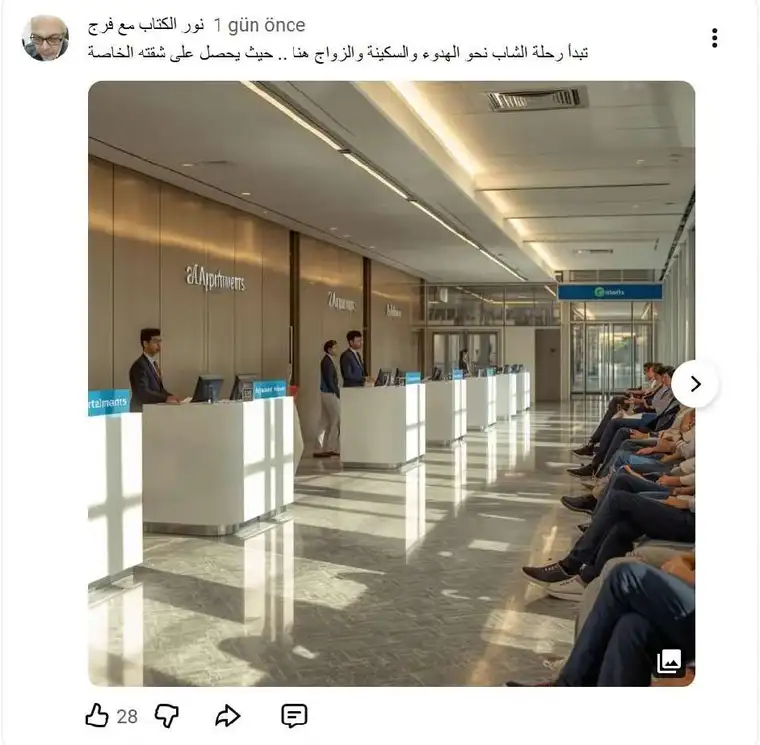 نور الكتاب مع فرج 1 gün önce
تبدأ رحلة الشاب نحو الهدوء والسكينة والزواج هنا .. حيث يحصل على شقته الخاصة
28